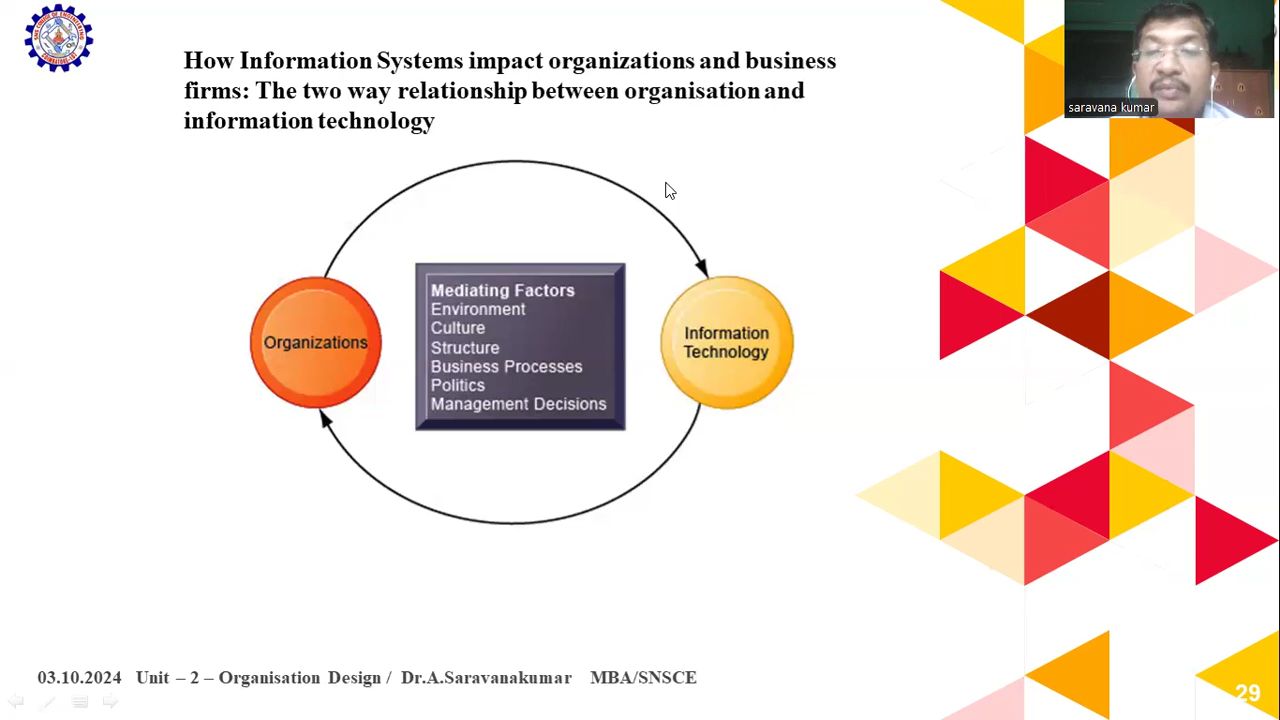 How Information Systems impact organizations and business
firms: The two way relationship between organisation and
information technology
saravana kumar
Organizations
Mediating Factors
Environment
Culture
Structure
Business Processes
Politics
Management Decisions
Information
Technology
03.10.2024 Unit – 2 – Organisation Design / Dr.A.Saravanakumar MBA/SNSCE
29